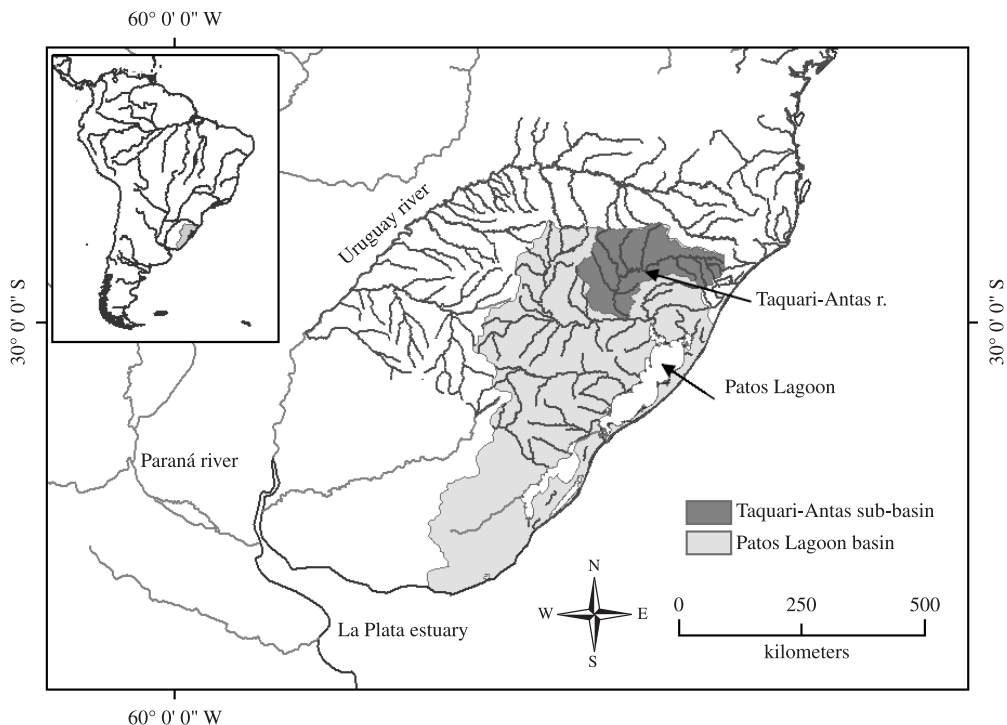 60° 0' 0" W
Uruguay river
Taquari-Antas r.
30° 0' 0" S
30° 0' 0" S
Patos Lagoon
Paraná river
Taquari-Antas sub-basin
Patos Lagoon basin
N
W
E
S
0
250
500
kilometers
La Plata estuary
60° 0' 0" W